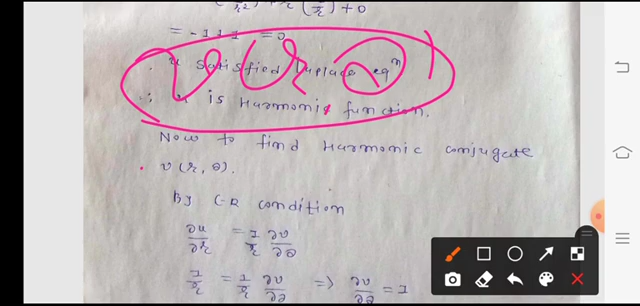 = -1+1 = 0
∴ u satisfied Laplace eqⁿ
∴ u is Harmonic function.
Now to find Harmonic conjugate
v (r, θ).
By C-R condition
∂u/∂r = 1/r ∂v/∂θ
1/r = 1/r ∂v/∂θ => ∂v/∂θ = 1